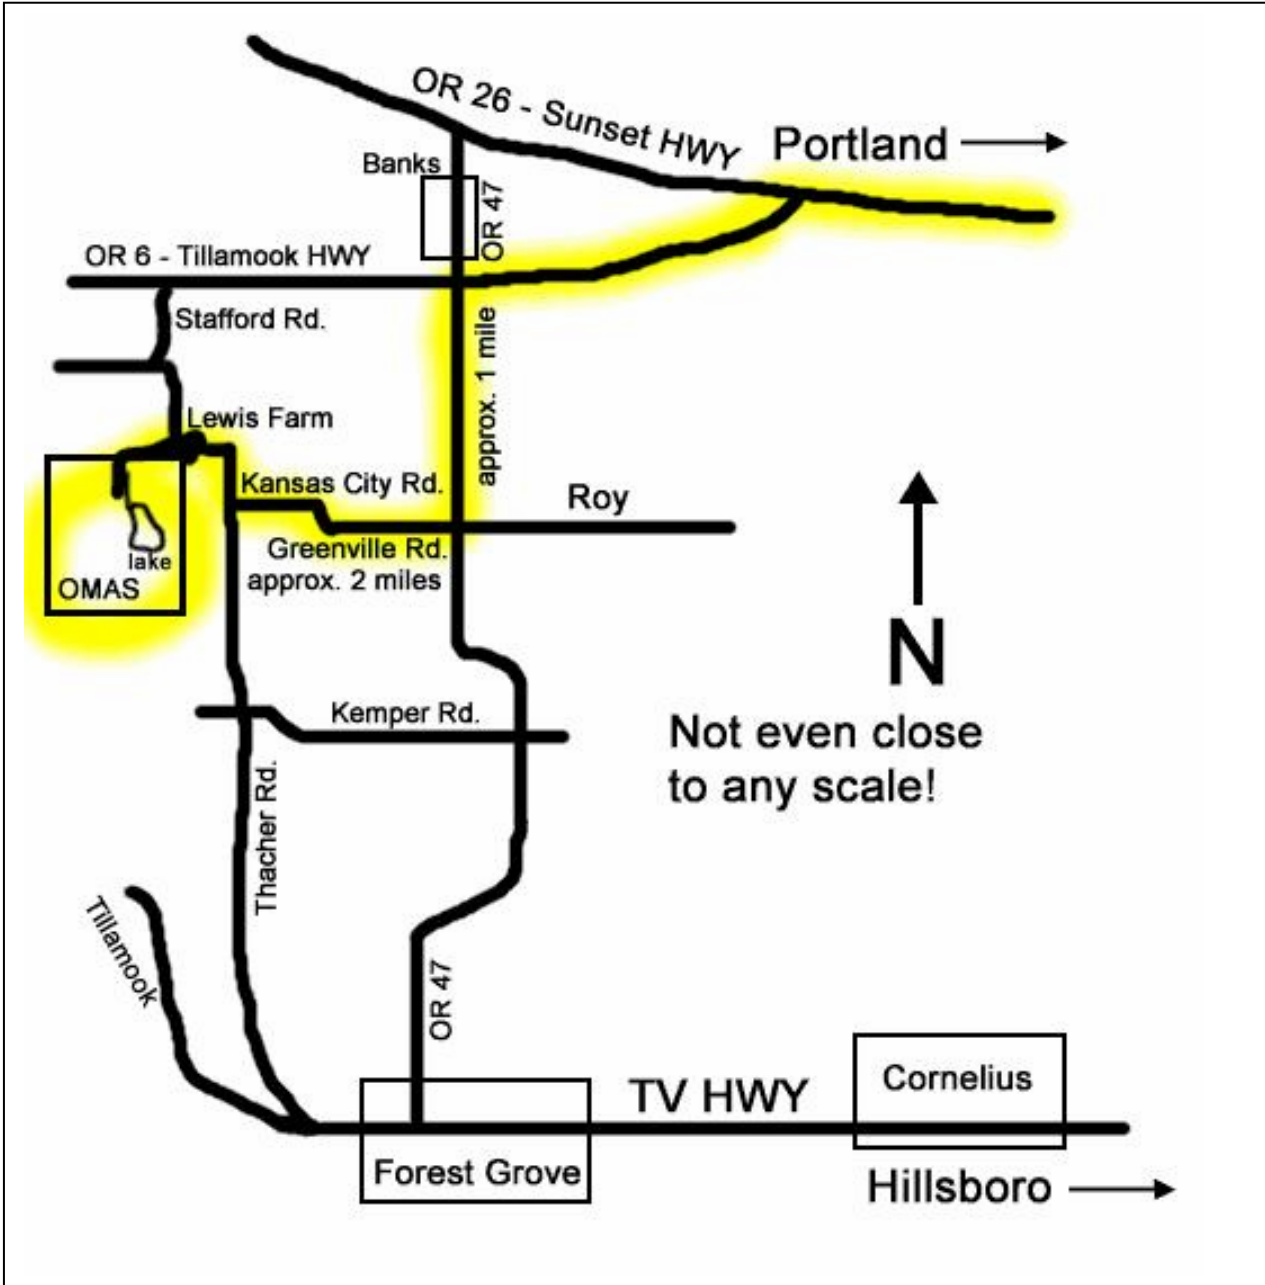 OR 26 - Sunset HWY
Portland
Banks
OR 47
OR 6 - Tillamook HWY
Stafford Rd.
approx. 1 mile
Lewis Farm
Kansas City Rd.
Roy
Greenville Rd.
approx. 2 miles
lake
OMAS
N
Not even close
to any scale!
Kemper Rd.
Thacher Rd.
Tillamook
OR 47
TV HWY
Cornelius
Forest Grove
Hillsboro